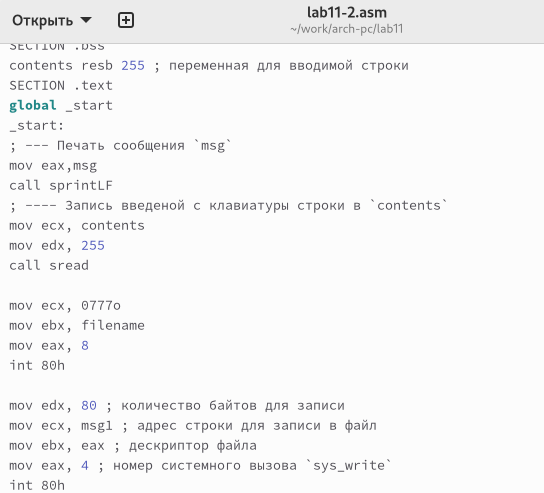 Открыть
lab11-2.asm
~/work/arch-pc/lab11
SECTION .bss
contents resb 255 ; переменная для вводимой строки
SECTION .text
global _start
_start:
; --- Печать сообщения `msg`
mov eax,msg
call sprintLF
; ---- Запись введеной с клавиатуры строки в `contents`
mov ecx, contents
mov edx, 255
call sread
mov ecx, 0777o
mov ebx, filename
mov eax, 8
int 80h
mov edx, 80 ; количество байтов для записи
mov ecx, msg1 ; адрес строки для записи в файл
mov ebx, eax ; дескриптор файла
mov eax, 4 ; номер системного вызова `sys_write`
int 80h